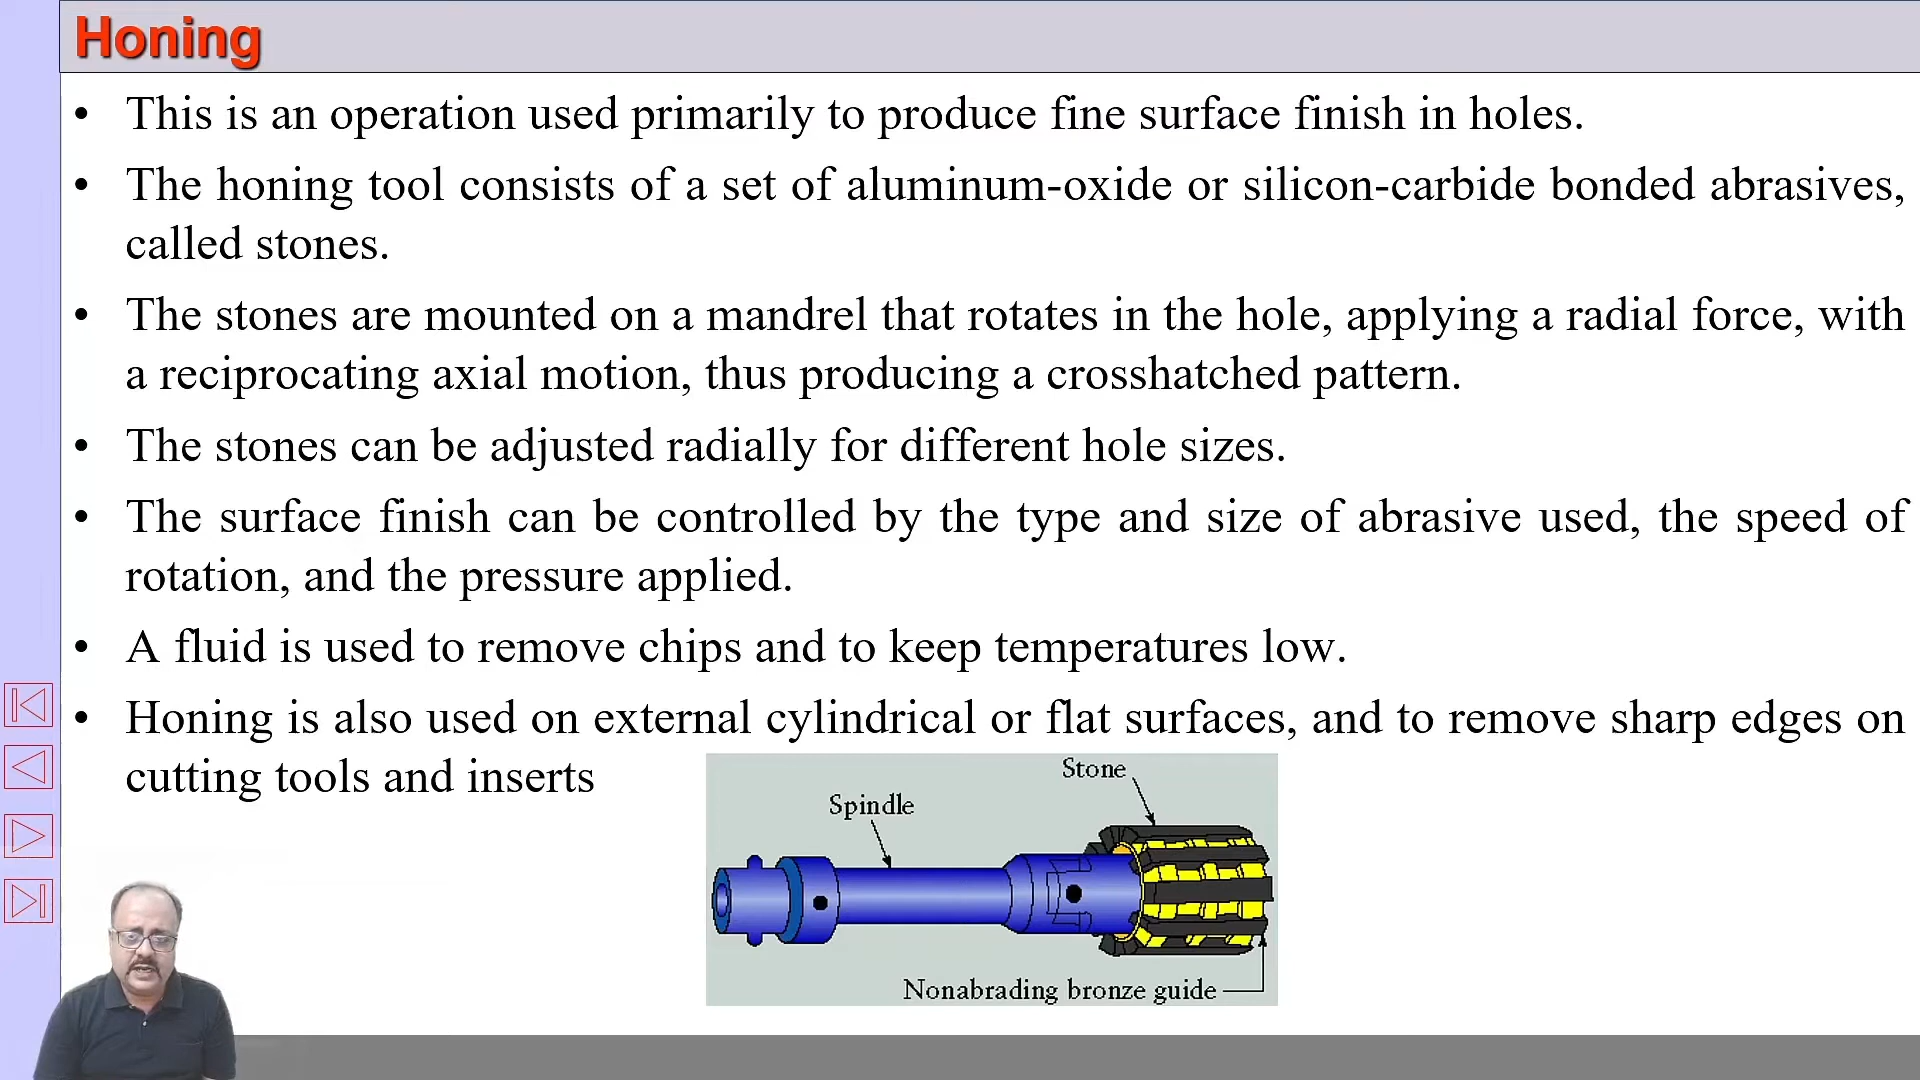 Honing
• This is an operation used primarily to produce fine surface finish in holes.
• The honing tool consists of a set of aluminum-oxide or silicon-carbide bonded abrasives,
called stones.
• The stones are mounted on a mandrel that rotates in the hole, applying a radial force, with
a reciprocating axial motion, thus producing a crosshatched pattern.
• The stones can be adjusted radially for different hole sizes.
• The surface finish can be controlled by the type and size of abrasive used, the speed of
rotation, and the pressure applied.
• A fluid is used to remove chips and to keep temperatures low.
• Honing is also used on external cylindrical or flat surfaces, and to remove sharp edges on
cutting tools and inserts
Stone
Spindle
Nonabrading bronze guide